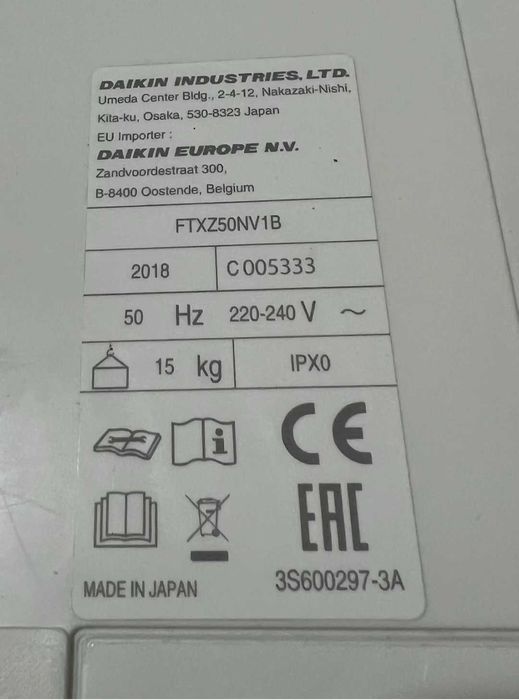 DAIKIN INDUSTRIES, LTD.
Umeda Center Bldg., 2-4-12, Nakazaki-Nishi,
Kita-ku, Osaka, 530-8323 Japan
EU Importer :
DAIKIN EUROPE N.V.
Zandvoordestraat 300,
B-8400 Oostende, Belgium
FTXZ50NV1B
2018 C005333
50 Hz 220-240 V ~
15 kg IPX0
i CE
EAC
MADE IN JAPAN 3S600297-3A